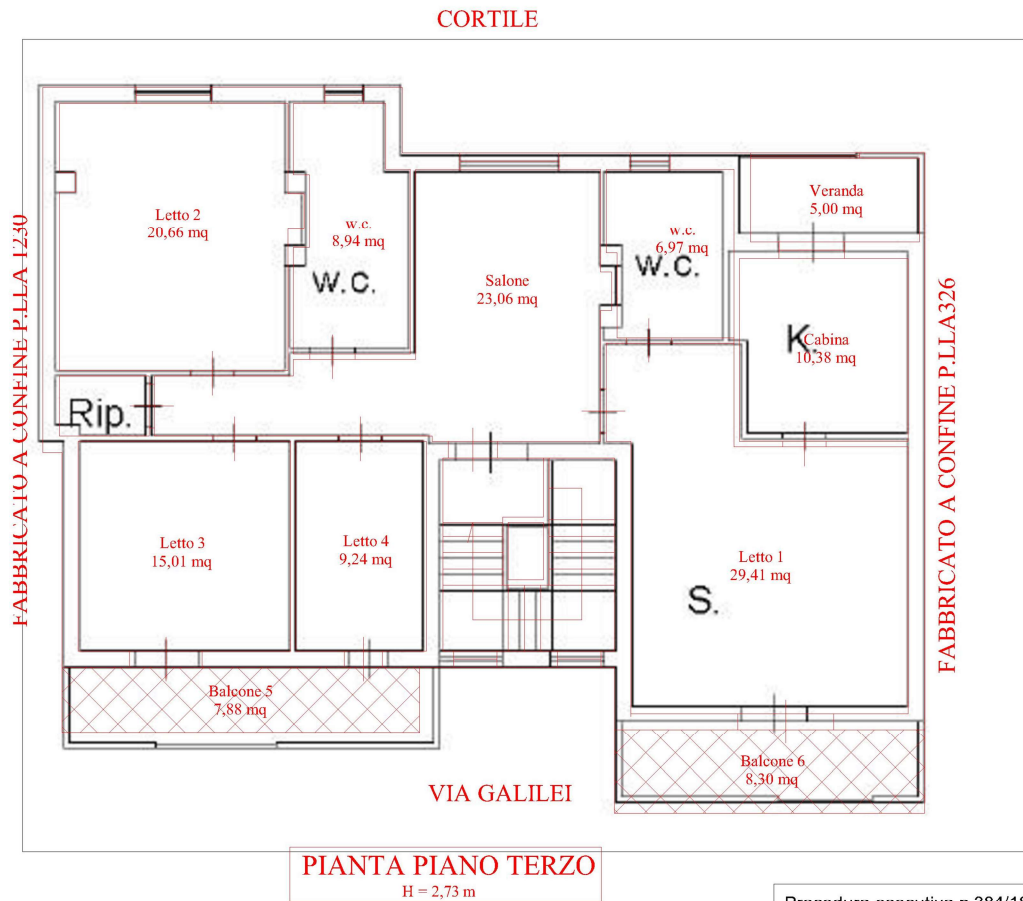 CORTILE
Veranda
5,00 mq
Letto 2
20,66 mq
w.c.
8,94 mq
w.c.
6,97 mq
w.c.
w.c.
Salone
23,06 mq
K.
Cabina
10,38 mq
FABBRICATO A CONFINE P.LLA 1230
FABBRICATO A CONFINE P.LLA326
Rip.
Letto 3
15,01 mq
Letto 4
9,24 mq
Letto 1
29,41 mq
S.
Balcone 5
7,88 mq
Balcone 6
8,30 mq
VIA GALILEI
PIANTA PIANO TERZO
H = 2,73 m